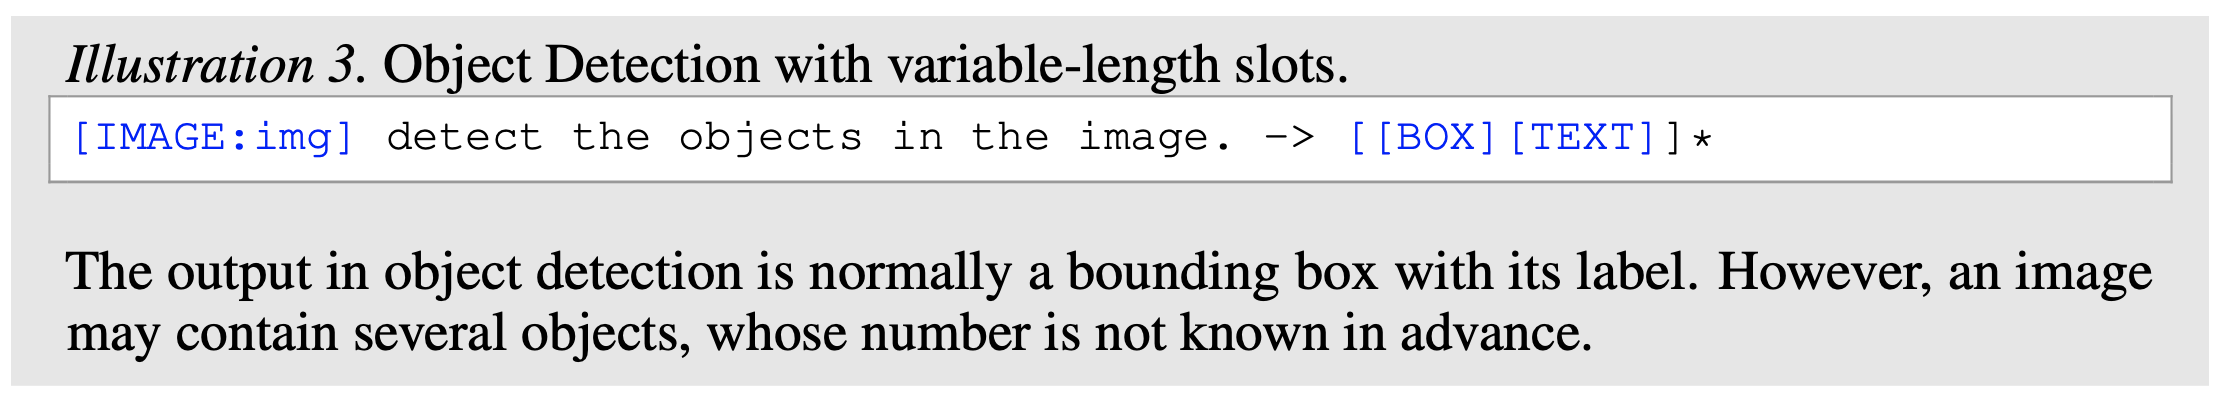 Illustration 3. Object Detection with variable-length slots.
[IMAGE:img] detect the objects in the image. -> [[BOX][TEXT]]*
The output in object detection is normally a bounding box with its label. However, an image
may contain several objects, whose number is not known in advance.